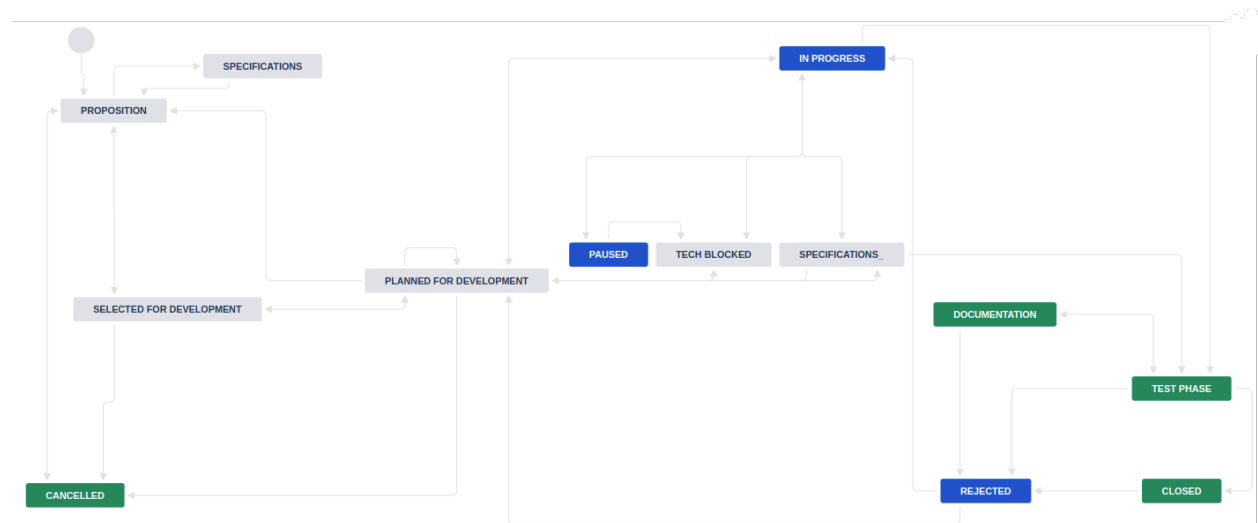 SPECIFICATIONS
IN PROGRESS
PROPOSITION
PAUSED
TECH BLOCKED
SPECIFICATIONS_
PLANNED FOR DEVELOPMENT
SELECTED FOR DEVELOPMENT
DOCUMENTATION
TEST PHASE
CANCELLED
REJECTED
CLOSED